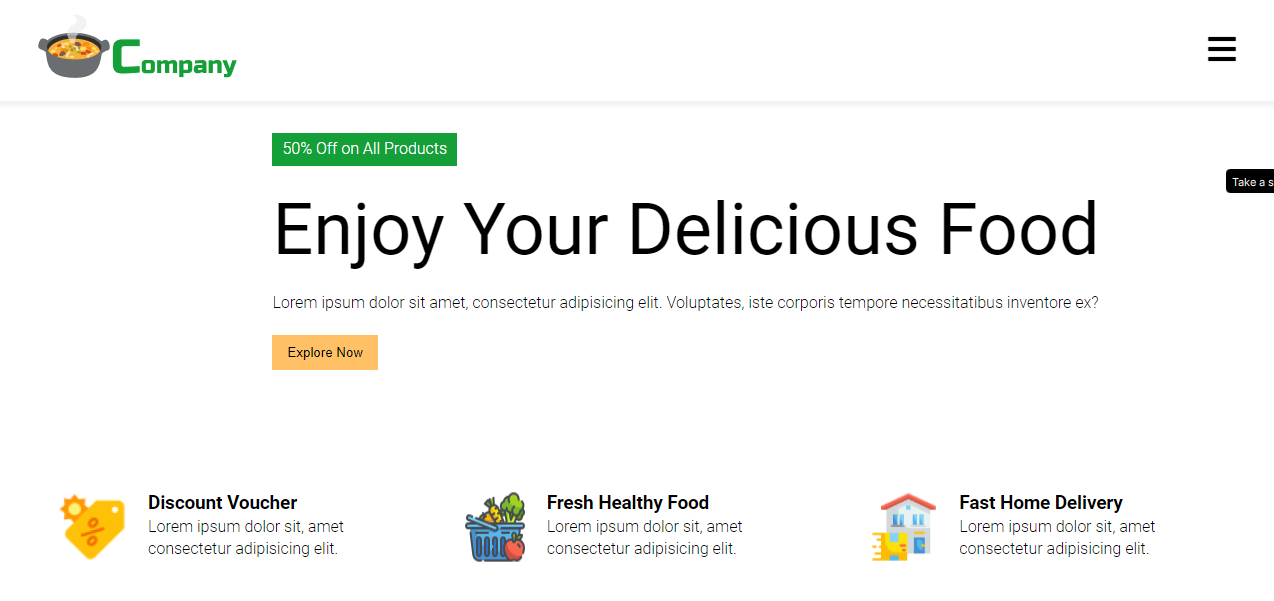 Company
50% Off on All Products
Take a s
Enjoy Your Delicious Food
Lorem ipsum dolor sit amet, consectetur adipisicing elit. Voluptates, iste corporis tempore necessitatibus inventore ex?
Explore Now
Discount Voucher
Lorem ipsum dolor sit, amet
consectetur adipisicing elit.
Fresh Healthy Food
Lorem ipsum dolor sit, amet
consectetur adipisicing elit.
Fast Home Delivery
Lorem ipsum dolor sit, amet
consectetur adipisicing elit.